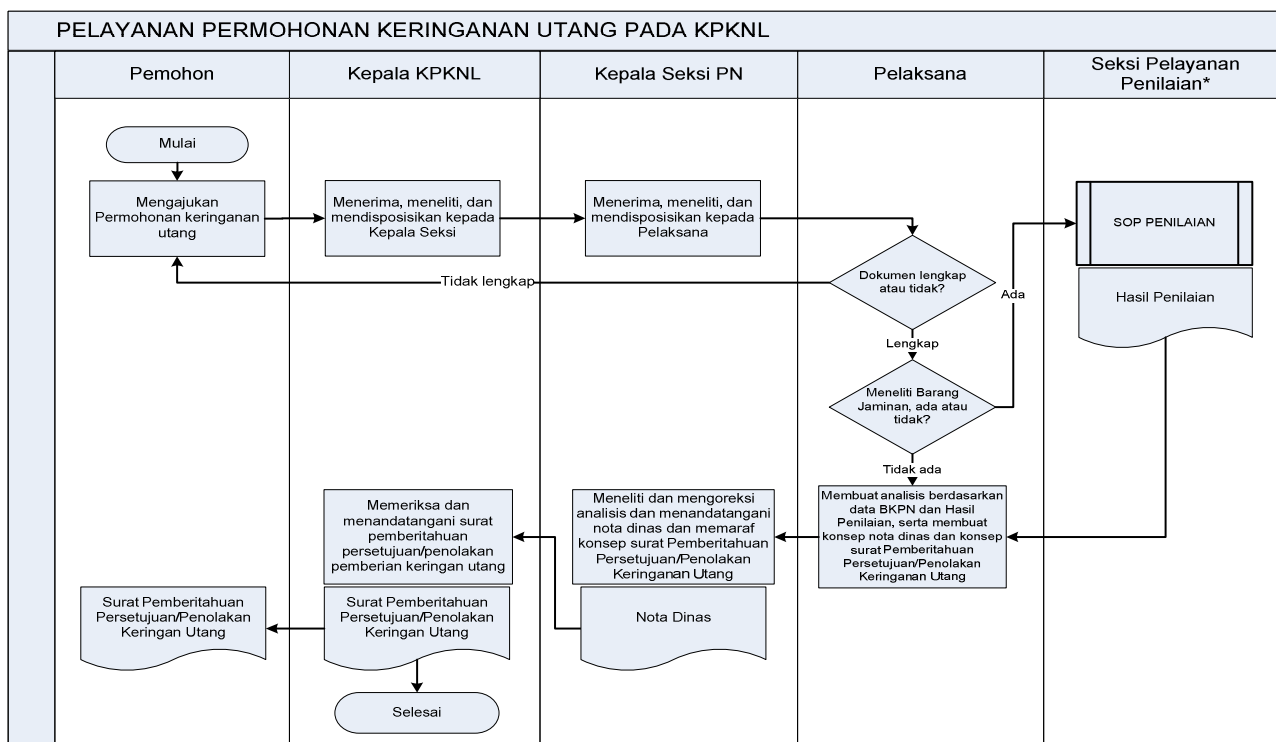 PELAYANAN PERMOHONAN KERINGANAN UTANG PADA KPKNL
Pemohon
Kepala KPKNL
Kepala Seksi PN
Pelaksana
Seksi Pelayanan
Penilaian*
Mulai
Mengajukan
Permohonan keringanan
utang
Menerima, meneliti, dan
mendisposisikan kepada
Kepala Seksi
Menerima, meneliti, dan
mendisposisikan kepada
Pelaksana
Dokumen lengkap
atau tidak?
Tidak lengkap
Lengkap
Ada
SOP PENILAIAN
Hasil Penilaian
Meneliti Barang
Jaminan, ada atau
tidak?
Tidak ada
Membuat analisis berdasarkan
data BKPN dan Hasil
Penilaian, serta membuat
konsep nota dinas dan konsep
surat Pemberitahuan
Persetujuan/Penolakan
Keringanan Utang
Meneliti dan mengoreksi
analisis dan menandatangani
nota dinas dan memaraf
konsep surat Pemberitahuan
Persetujuan/Penolakan
Keringanan Utang
Nota Dinas
Memeriksa dan
menandatangani surat
pemberitahuan
persetujuan/penolakan
pemberian keringan utang
Surat Pemberitahuan
Persetujuan/Penolakan
Keringan Utang
Surat Pemberitahuan
Persetujuan/Penolakan
Keringan Utang
Selesai